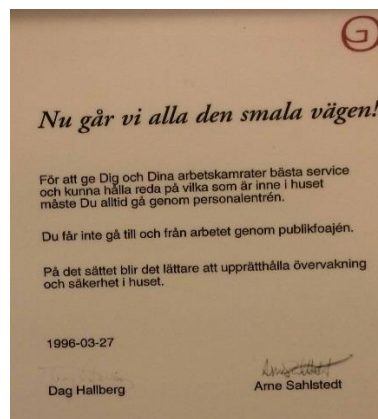 G
Nu går vi alla den smala vägen!
För att ge Dig och Dina arbetskamrater bästa service
och kunna hålla reda på vilka som är inne i huset
måste Du alltid gå genom personalentrén.
Du får inte gå till och från arbetet genom publikfoajén.
På det sättet blir det lättare att upprätthålla övervakning
och säkerhet i huset.
1996-03-27
Dag Hallberg
Arne Sahlstedt